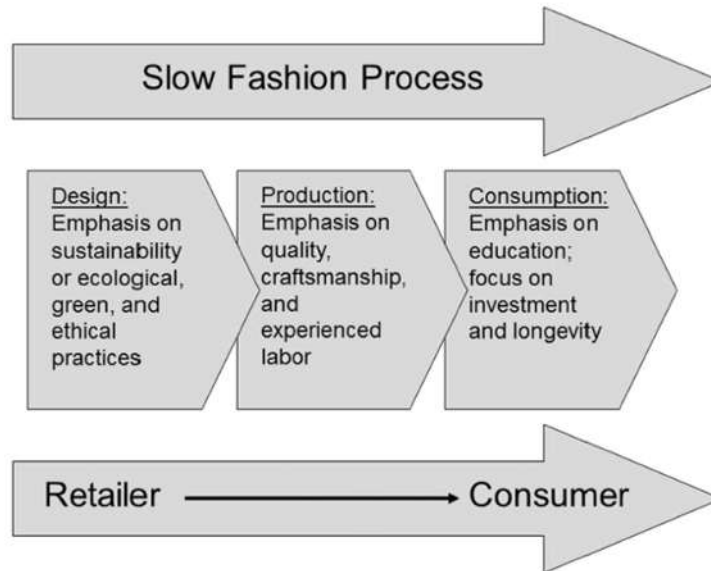 Slow Fashion Process
Design:
Emphasis on
sustainability
or ecological,
green, and
ethical
practices
Production:
Emphasis on
quality,
craftsmanship,
and
experienced
labor
Consumption:
Emphasis on
education;
focus on
investment
and longevity
Retailer
Consumer